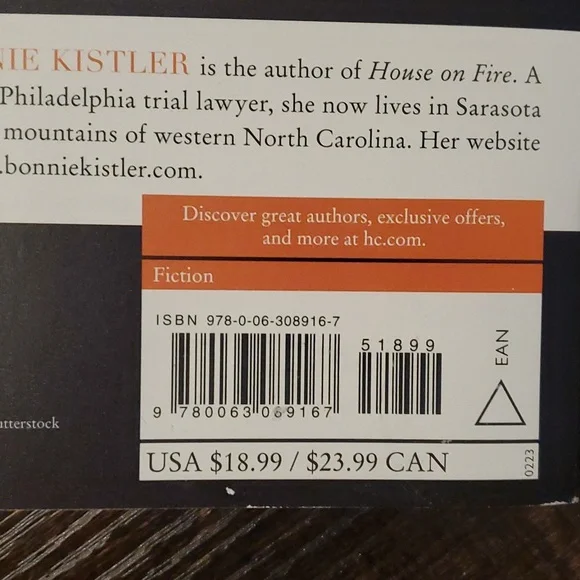 NIE KISTLER is the author of House on Fire. A
Philadelphia trial lawyer, she now lives in Sarasota
mountains of western North Carolina. Her website
.bonniekistler.com.
Discover great authors, exclusive offers,
and more at hc.com.
Fiction
ISBN 978-0-06-308916-7
51899
EAN
9 780063 089167
utterstock
USA $18.99 / $23.99 CAN
0223